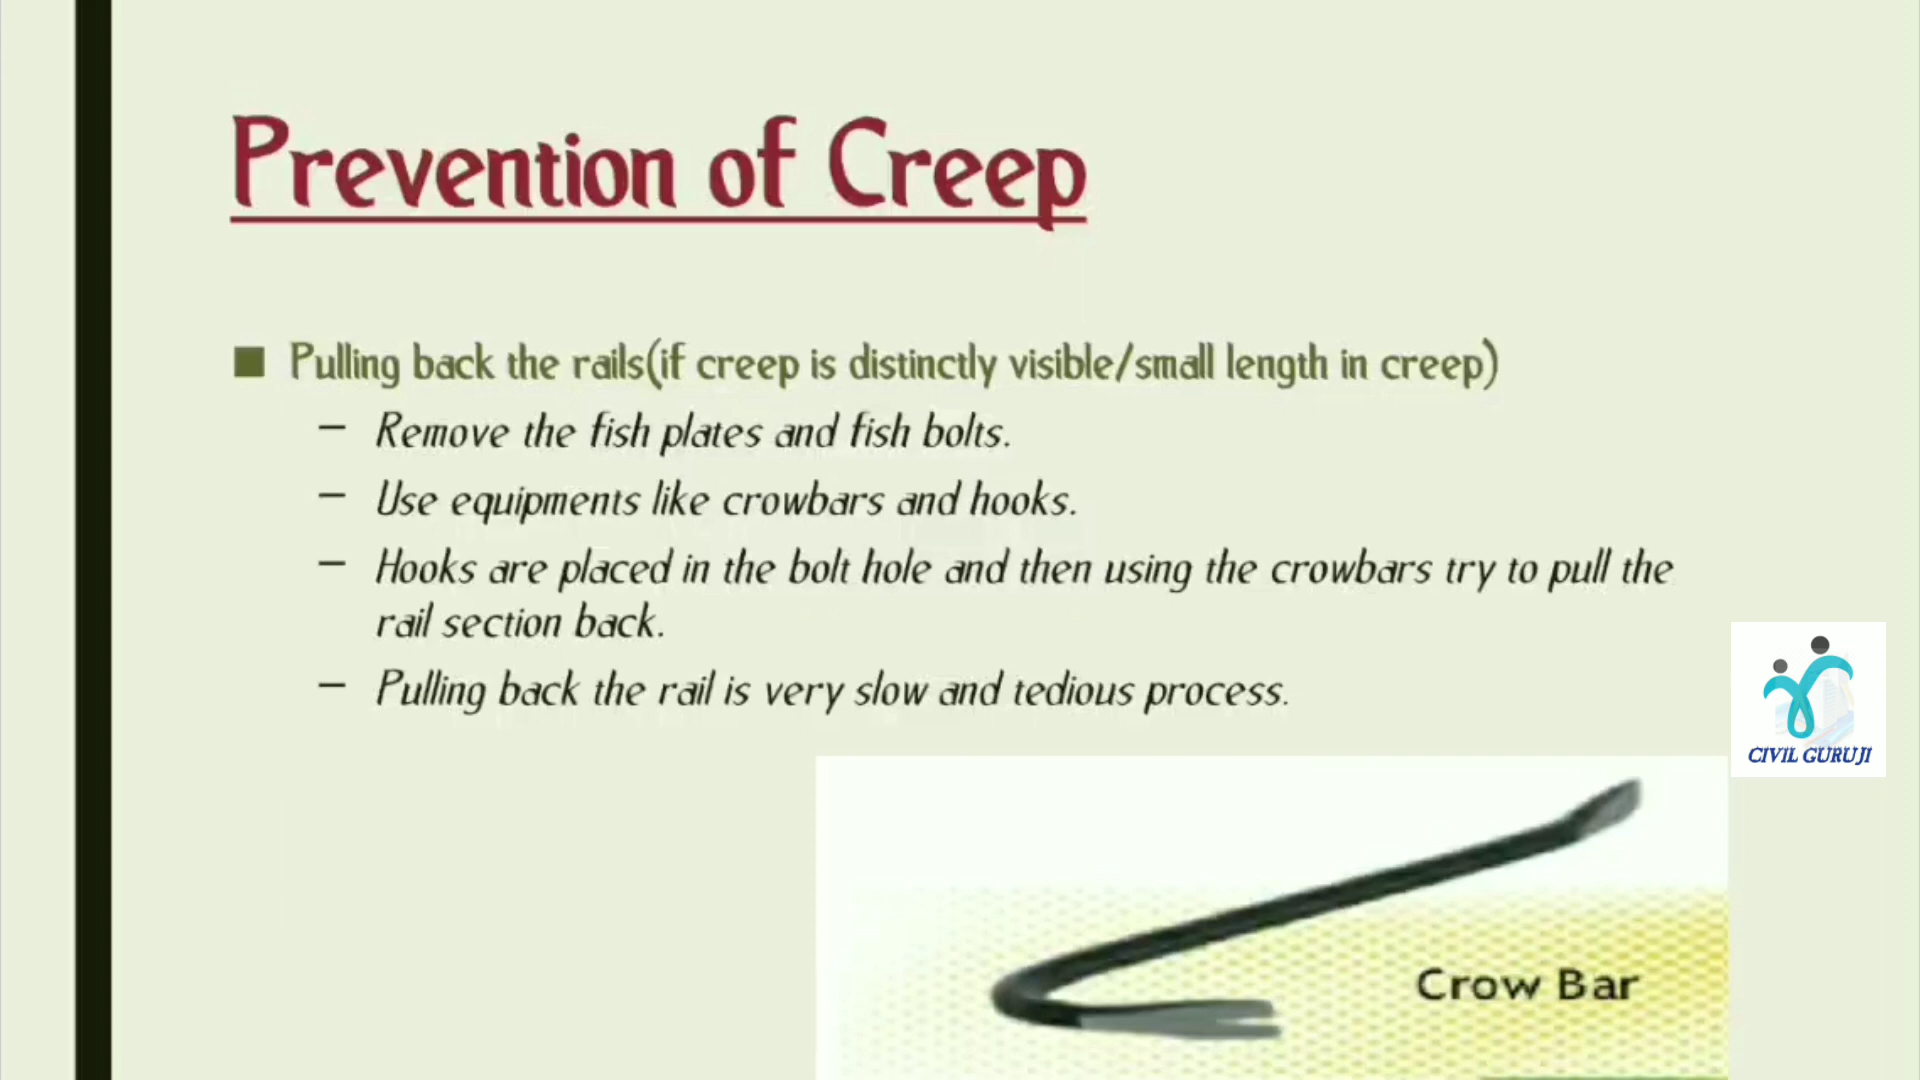 Prevention of Creep
■ Pulling back the rails(if creep is distinctly visible/small length in creep)
– Remove the fish plates and fish bolts.
– Use equipments like crowbars and hooks.
– Hooks are placed in the bolt hole and then using the crowbars try to pull the
rail section back.
– Pulling back the rail is very slow and tedious process.
CIVIL GURUJI
Crow Bar